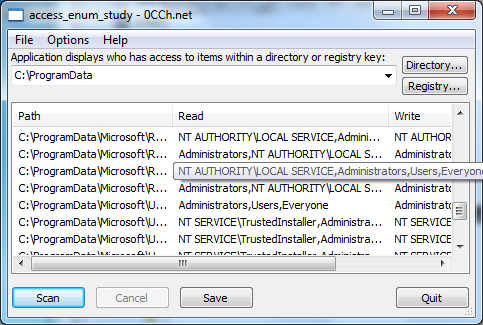 access_enum_study - 0CCh.net
File Options Help
Application displays who has access to items within a directory or registry key:
C:\ProgramData
Directory...
Registry...
Path Read Write
C:\ProgramData\Microsoft\R... NT AUTHORITY\LOCAL SERVICE,Admini... NT AUTHOR
C:\ProgramData\Microsoft\R... Administrators,NT AUTHORITY\LOCAL S... Administrato
C:\ProgramData\Microsoft\R... NT AUTHORITY\LOCAL SERVICE,Administrators,Users,Everyone
C:\ProgramData\Microsoft\R... Administrators,NT AUTHORITY\LOCAL S... Administrato
C:\ProgramData\Microsoft\U... Administrators,Users,Everyone Administrato
C:\ProgramData\Microsoft\U... NT SERVICE\TrustedInstaller,Administra... NT SERVICE
C:\ProgramData\Microsoft\U... NT SERVICE\TrustedInstaller,Administra... NT SERVICE
C:\ProgramData\Microsoft\U... NT SERVICE\TrustedInstaller,Administra... NT SERVICE
Scan Cancel Save Quit